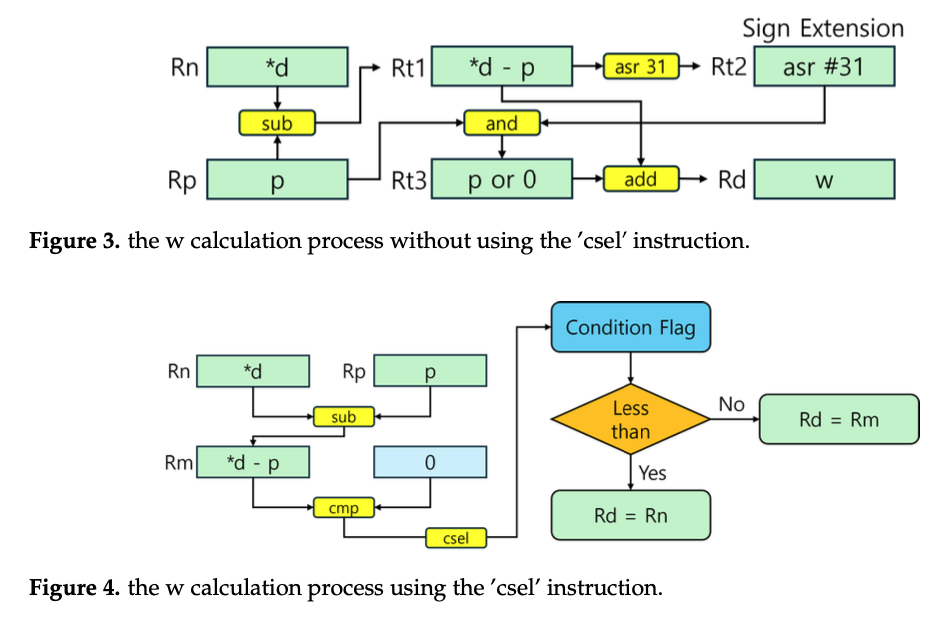 Sign Extension
Rn *d Rt1 *d - p asr 31 Rt2 asr #31
sub and
Rp p Rt3 p or 0 add Rd w
Figure 3. the w calculation process without using the ′csel′ instruction.
Condition Flag
Rn *d Rp p
Less
than
No
Rd = Rm
sub
Rm *d - p 0
Yes
cmp
Rd = Rn
csel
Figure 4. the w calculation process using the ′csel′ instruction.